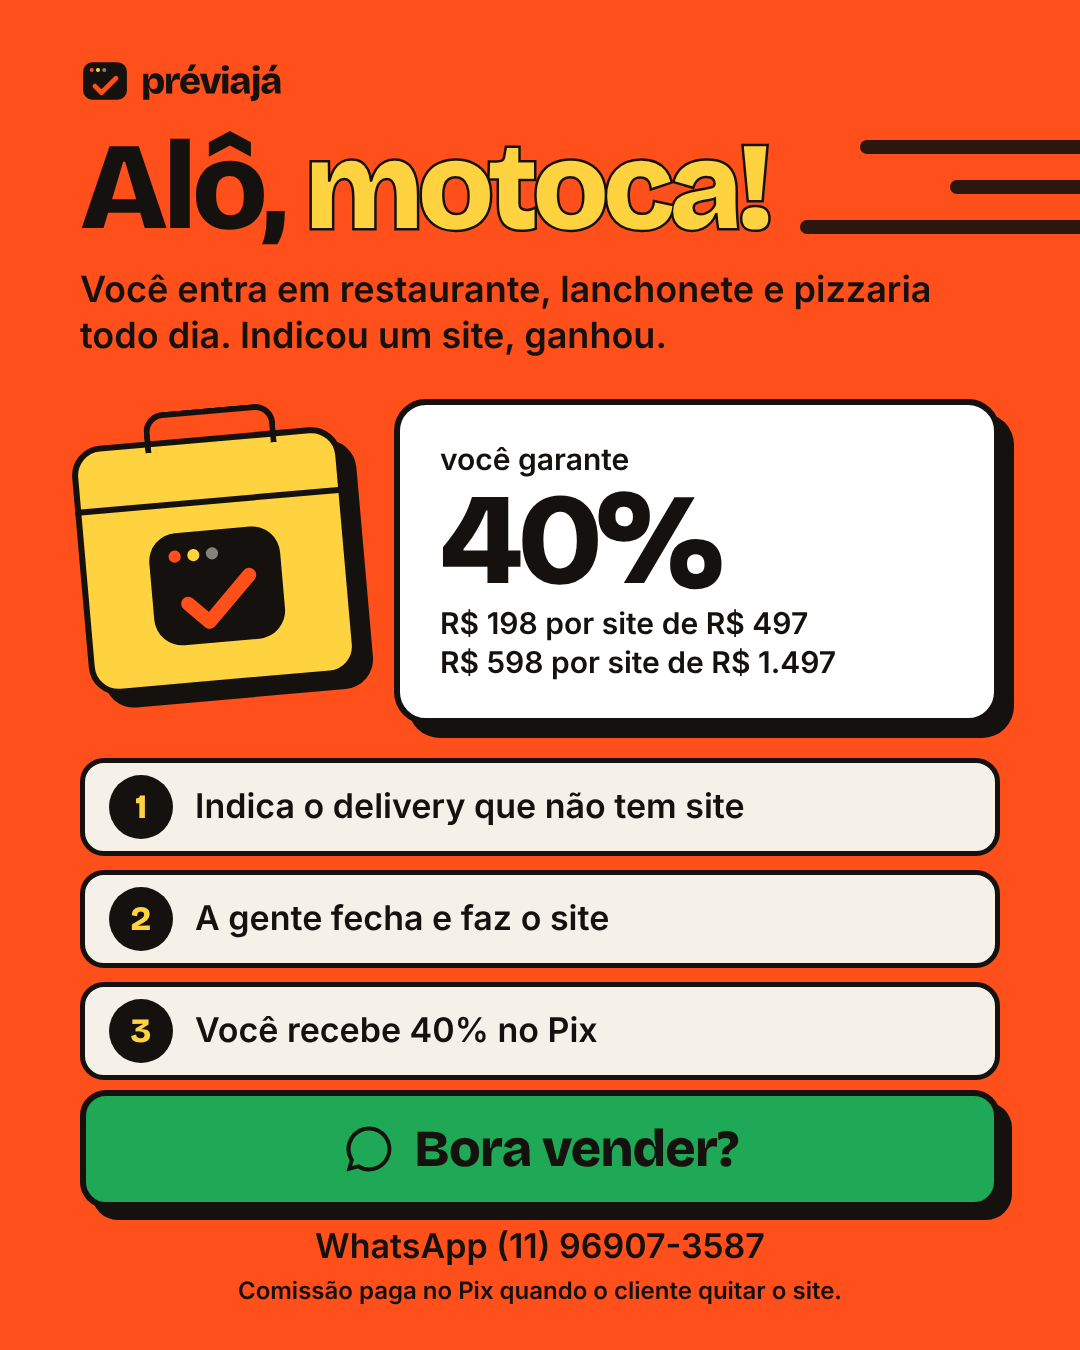 préviajá
Alô, motoca!
Você entra em restaurante, lanchonete e pizzaria
todo dia. Indicou um site, ganhou.
você garante
40%
R$ 198 por site de R$ 497
R$ 598 por site de R$ 1.497
1 Indica o delivery que não tem site
2 A gente fecha e faz o site
3 Você recebe 40% no Pix
Bora vender?
WhatsApp (11) 96907-3587
Comissão paga no Pix quando o cliente quitar o site.